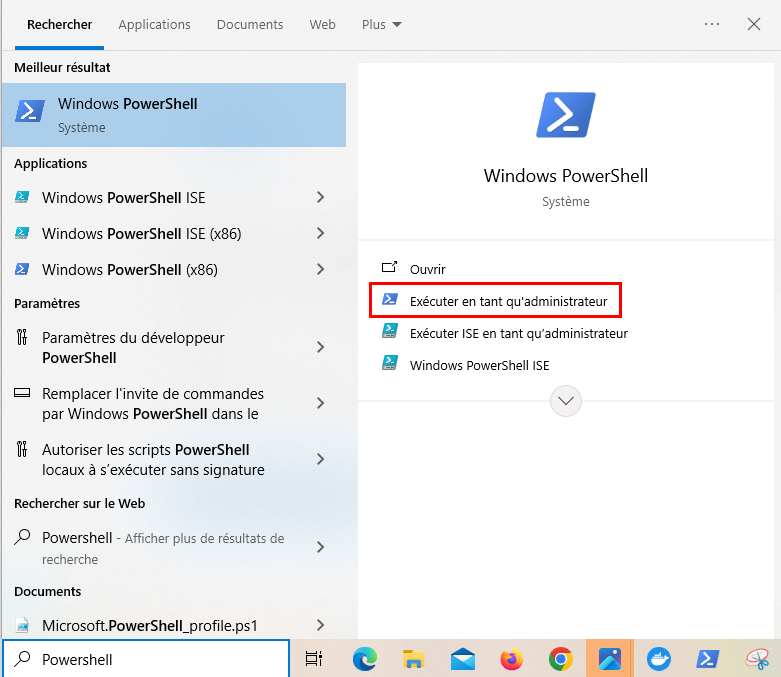 Rechercher Applications Documents Web Plus ...
Meilleur résultat
Windows PowerShell
Système
Applications
Windows PowerShell ISE
Windows PowerShell ISE (x86)
Windows PowerShell (x86)
Paramètres
Paramètres du développeur
PowerShell
Remplacer l'invite de commandes
par Windows PowerShell dans le
Autoriser les scripts PowerShell
locaux à s’exécuter sans signature
Rechercher sur le Web
Powershell - Afficher plus de résultats de
recherche
Documents
Microsoft.PowerShell_profile.ps1
Powershell
Windows PowerShell
Système
Ouvrir
Exécuter en tant qu'administrateur
Exécuter ISE en tant qu’administrateur
Windows PowerShell ISE